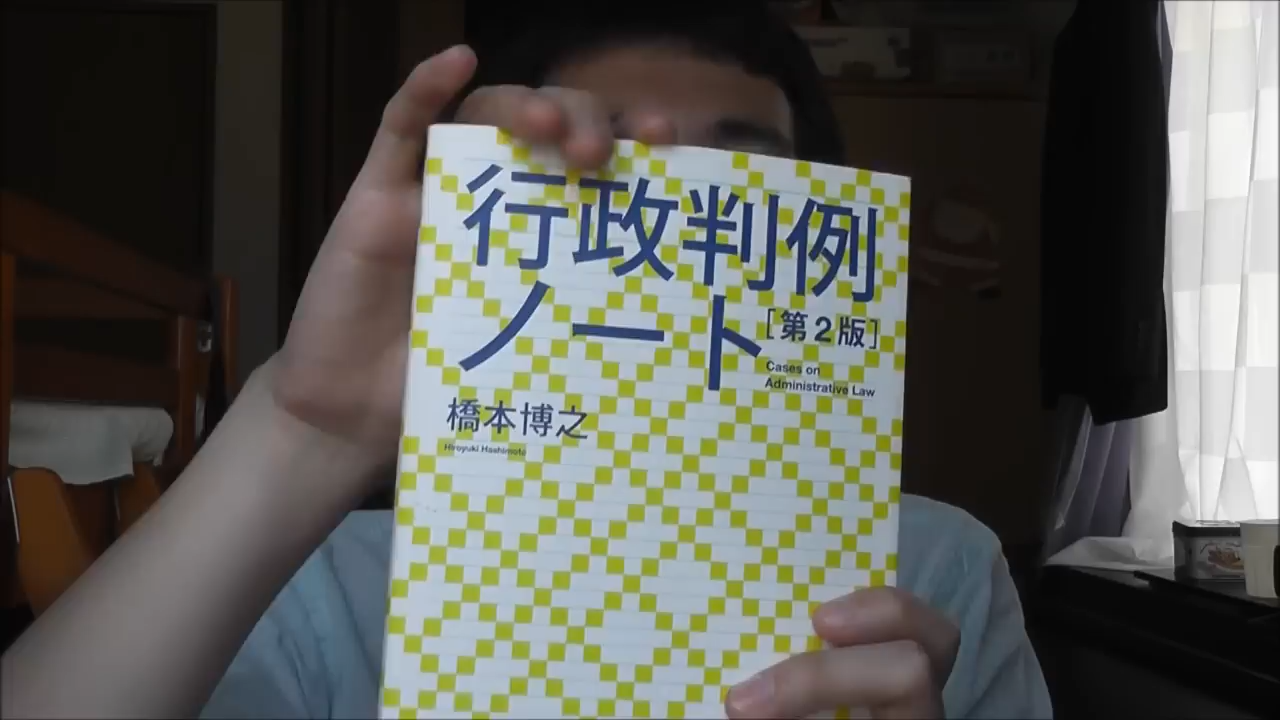 行政判例
ノート[第2版]
Cases on
Administrative Law
橋本博之
Hiroyuki Hashimoto